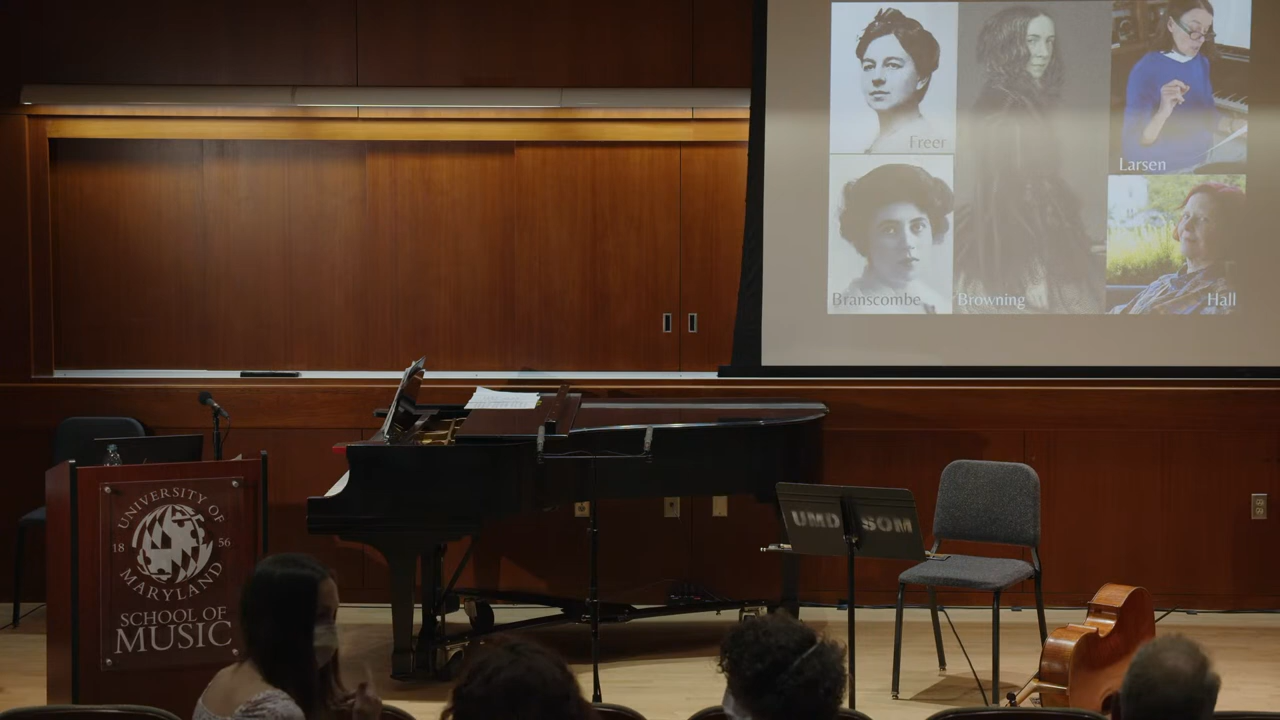 Freer
Larsen
Branscombe
Browning
Hall
UMD SOM
UNIVERSITY OF
18 56
MARYLAND
SCHOOL OF
MUSIC